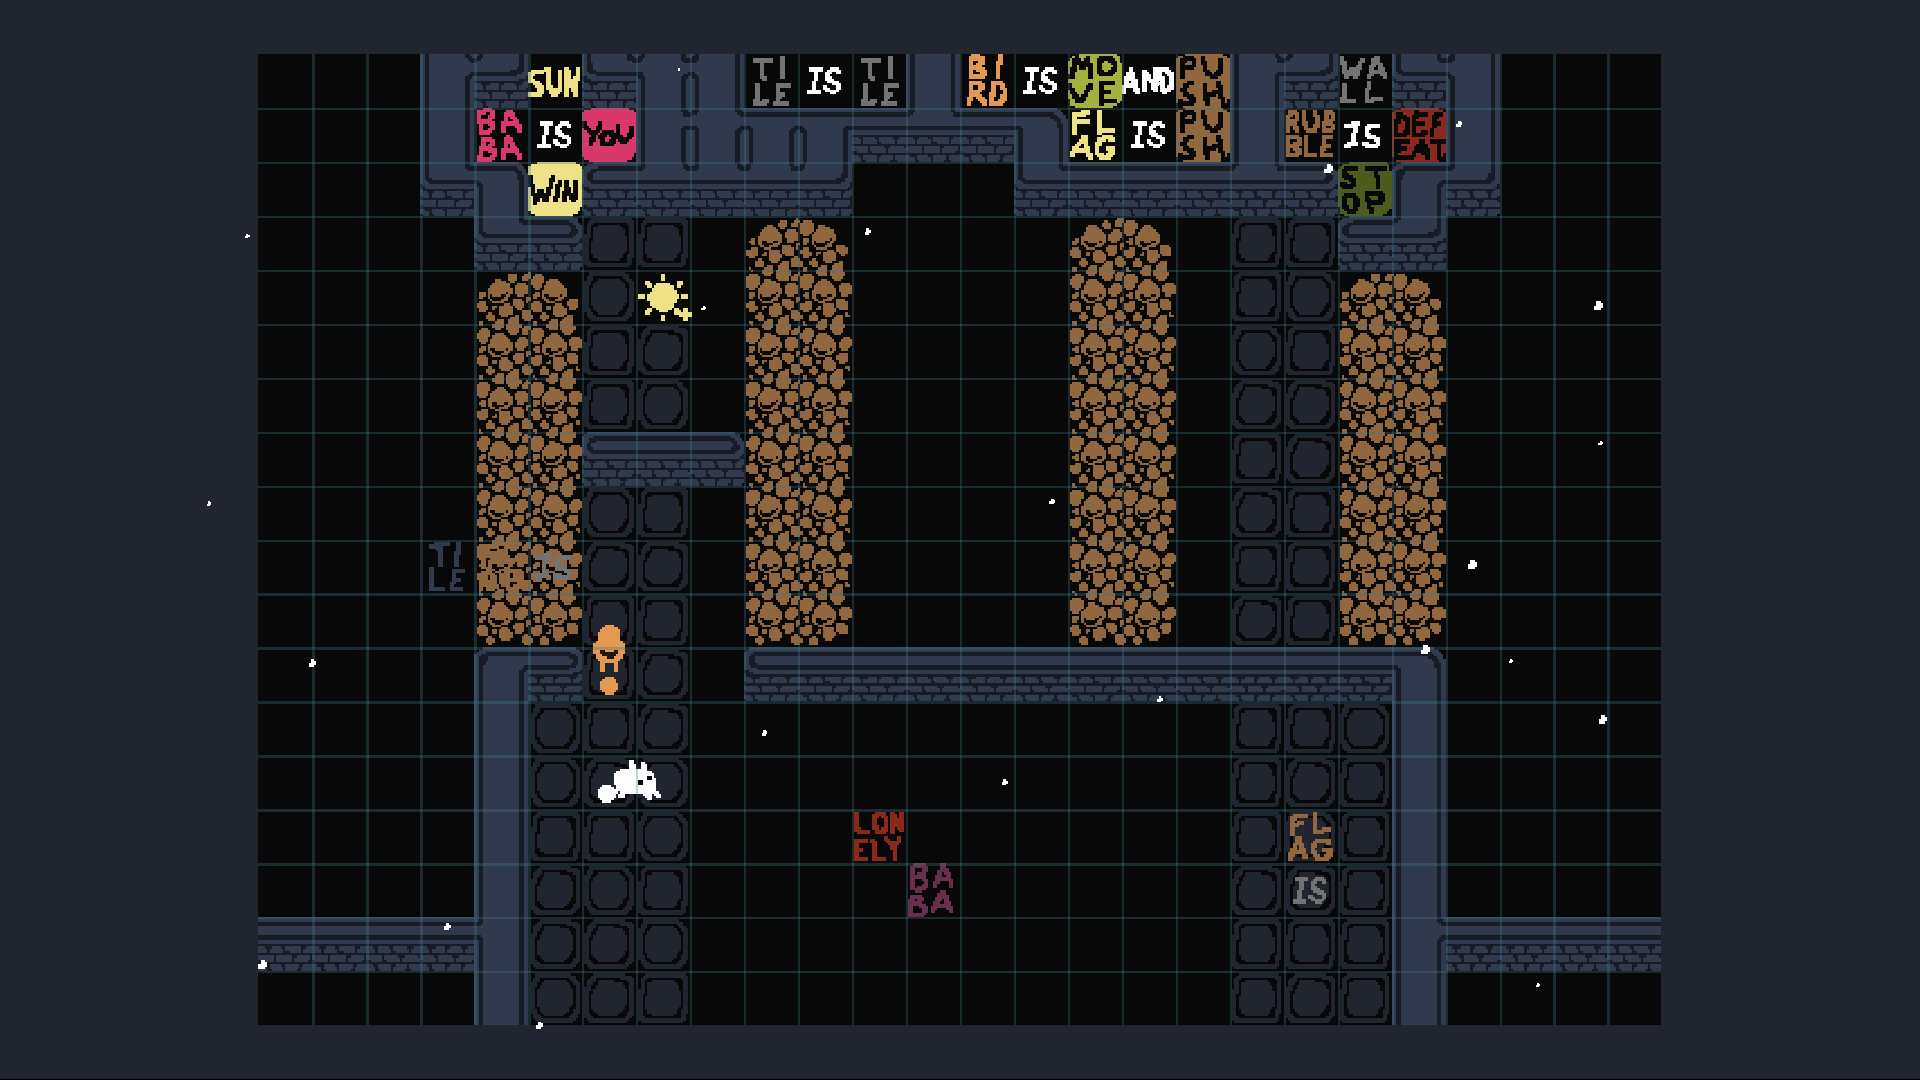 SUN TILE IS TILE BIRD IS MOVE AND PUSH WALL
BABA IS YOU FLAG IS PUSH RUBBLE IS DEFEAT
WIN STOP
TILE IS
LONELY FLAG
BABA IS